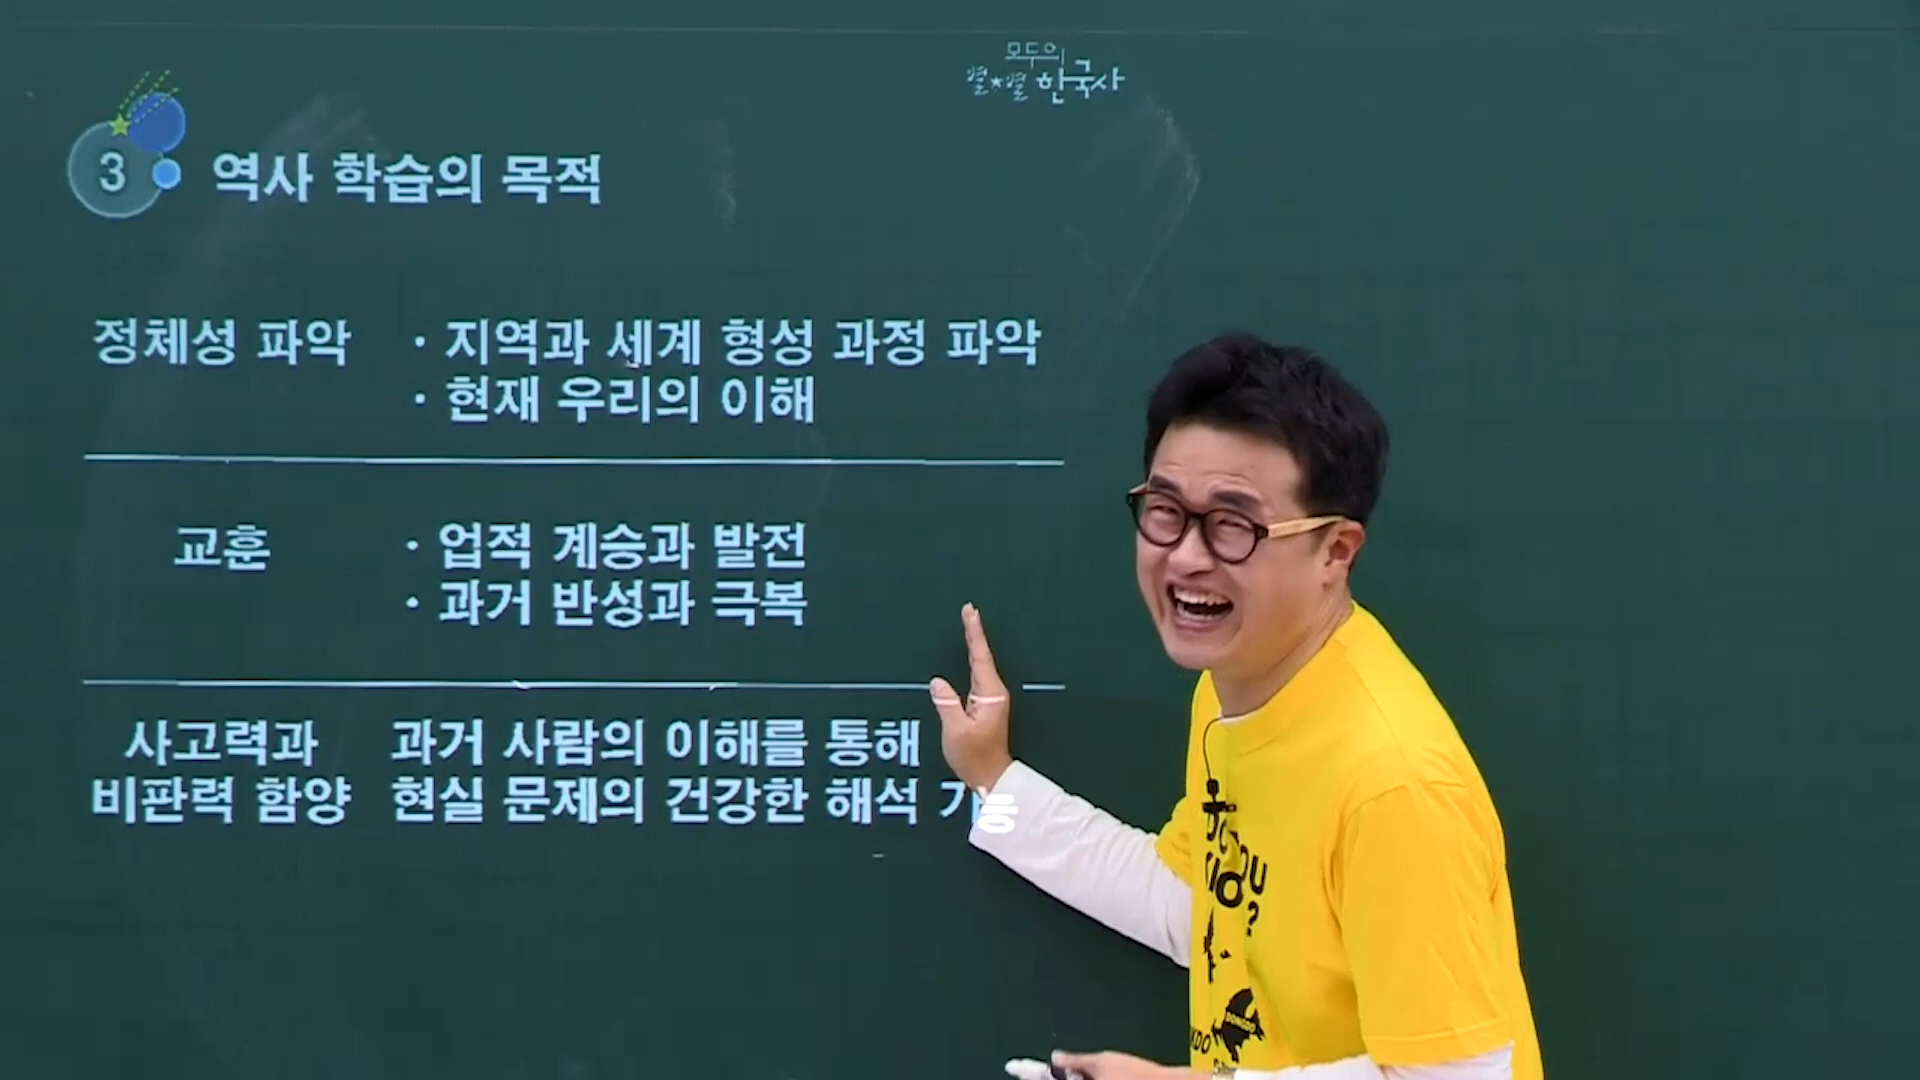 모두의
별★별 한국사
3 역사 학습의 목적
정체성 파악
· 지역과 세계 형성 과정 파악
· 현재 우리의 이해
교훈
· 업적 계승과 발전
· 과거 반성과 극복
사고력과 비판력 함양
과거 사람의 이해를 통해
현실 문제의 건강한 해석 가능
YOU
?
DONGDO